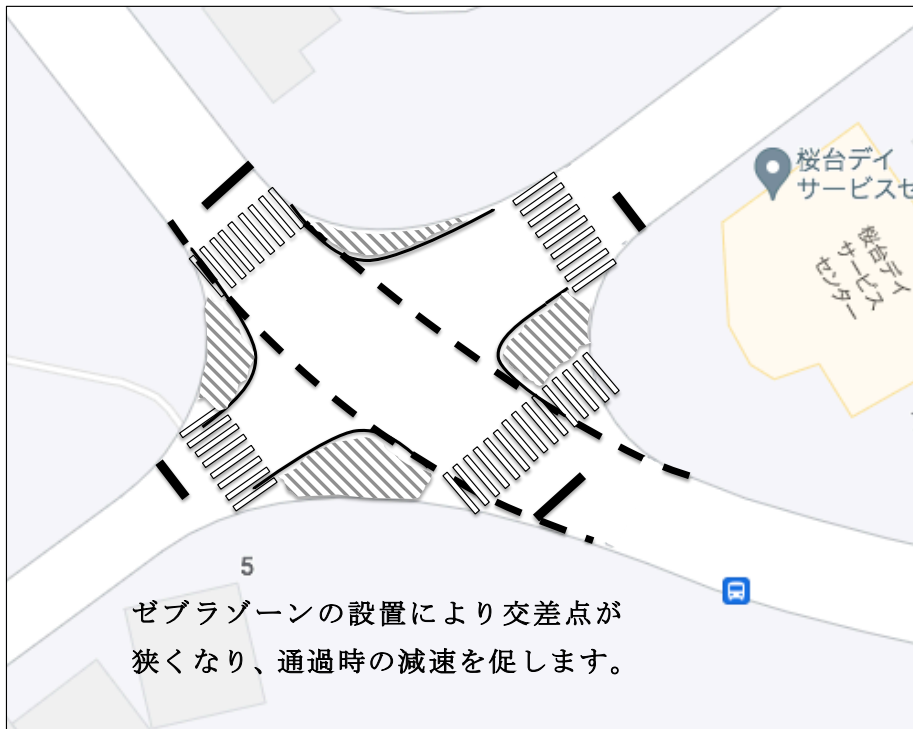 桜台デイ
サービスセ
桜台デイ
サービス
センター
5
ゼブラゾーンの設置により交差点が
狭くなり、通過時の減速を促します。